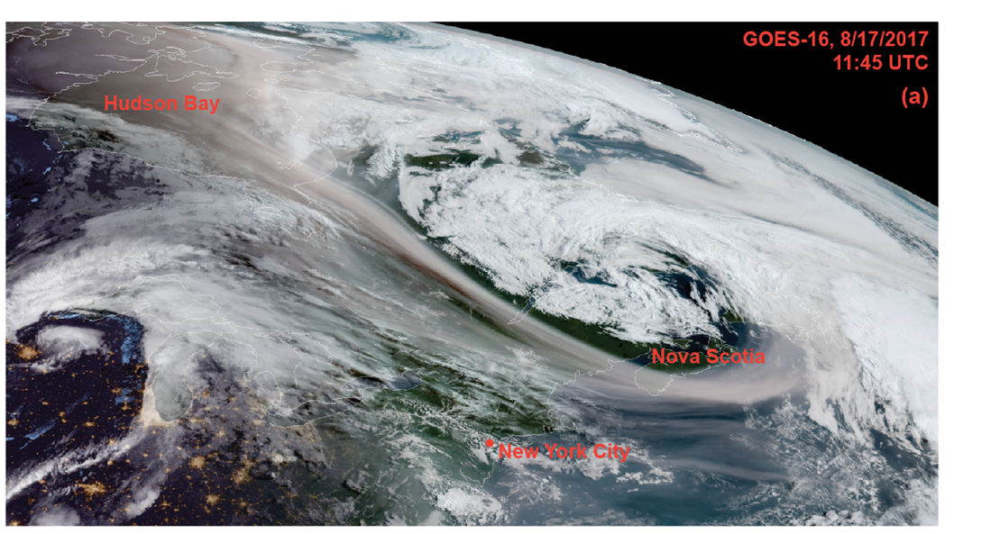 GOES-16, 8/17/2017
11:45 UTC
(a)
Hudson Bay
Nova Scotia
New York City